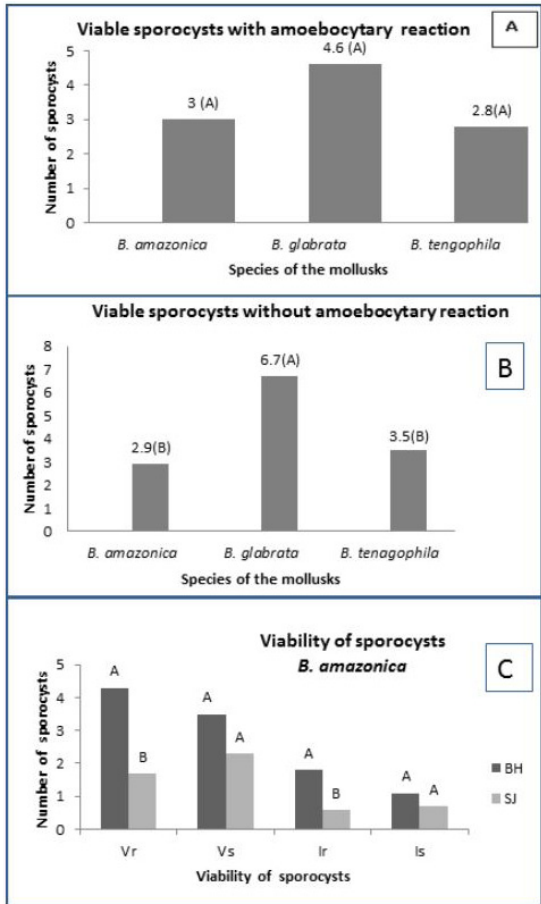 Viable sporocysts with amoebocytary reaction
A
Number of sporocysts
5
4
3
2
1
0
3 (A)
4.6 (A)
2.8(A)
B. amazonica
B. glabrata
B. tengophila
Species of the mollusks
Viable sporocysts without amoebocytary reaction
B
Number of sporocysts
8
7
6
5
4
3
2
1
0
2.9(B)
6.7(A)
3.5(B)
B. amazonica
B. glabrata
B. tenagophila
Species of the mollusks
Viability of sporocysts
B. amazonica
C
Number of sporocysts
5
4
3
2
1
0
A
B
A
A
A
B
A
A
BH
SJ
Vr
Vs
Ir
Is
Viability of sporocysts